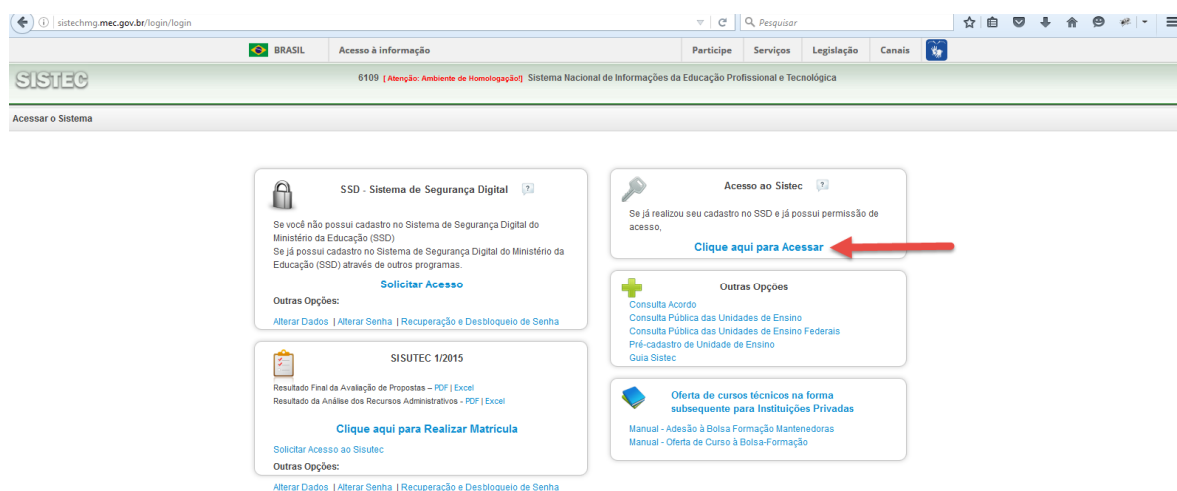 sistechmg.mec.gov.br/login/login
Pesquisar
BRASIL Acesso à informação Participe Serviços Legislação Canais
SISTEC
6109 [Atenção: Ambiente de Homologação!] Sistema Nacional de Informações da Educação Profissional e Tecnológica
Acessar o Sistema
SSD - Sistema de Segurança Digital ?
Se você não possui cadastro no Sistema de Segurança Digital do
Ministério da Educação (SSD)
Se já possui cadastro no Sistema de Segurança Digital do Ministério da
Educação (SSD) através de outros programas.
Solicitar Acesso
Outras Opções:
Alterar Dados | Alterar Senha | Recuperação e Desbloqueio de Senha
SISUTEC 1/2015
Resultado Final da Avaliação de Propostas – PDF | Excel
Resultado da Análise dos Recursos Administrativos - PDF | Excel
Clique aqui para Realizar Matrícula
Solicitar Acesso ao Sisutec
Outras Opções:
Alterar Dados | Alterar Senha | Recuperação e Desbloqueio de Senha
Acesso ao Sistec ?
Se já realizou seu cadastro no SSD e já possui permissão de
acesso,
Clique aqui para Acessar
Outras Opções
Consulta Acordo
Consulta Pública das Unidades de Ensino
Consulta Pública das Unidades de Ensino Federais
Pré-cadastro de Unidade de Ensino
Guia Sistec
Oferta de cursos técnicos na forma
subsequente para Instituições Privadas
Manual - Adesão à Bolsa Formação Mantenedoras
Manual - Oferta de Curso à Bolsa-Formação